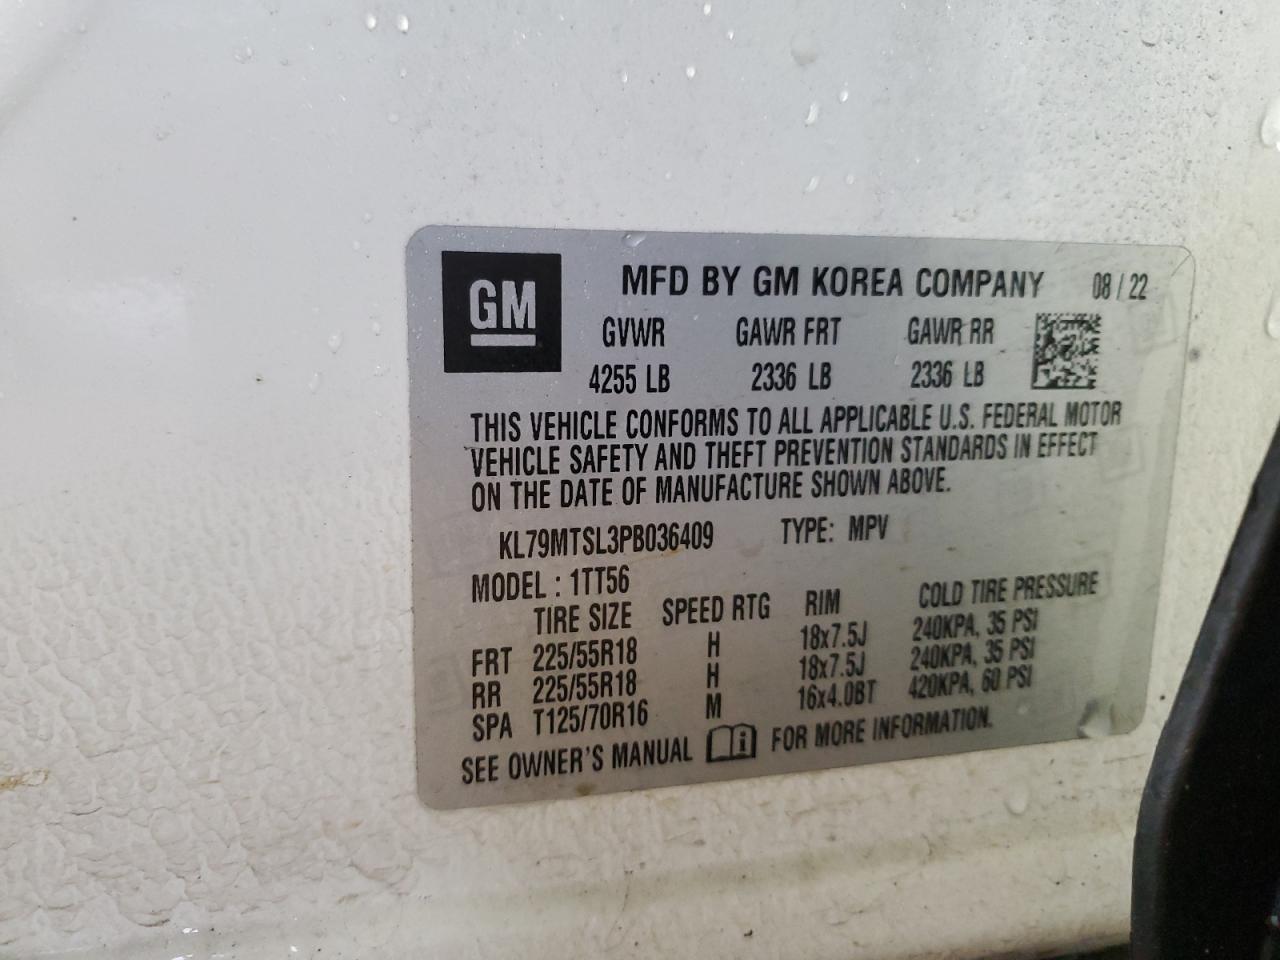 GM MFD BY GM KOREA COMPANY 08 / 22
GVWR GAWR FRT GAWR RR
4255 LB 2336 LB 2336 LB
THIS VEHICLE CONFORMS TO ALL APPLICABLE U.S. FEDERAL MOTOR
VEHICLE SAFETY AND THEFT PREVENTION STANDARDS IN EFFECT
ON THE DATE OF MANUFACTURE SHOWN ABOVE.
KL79MTSL3PB036409 TYPE: MPV
MODEL : 1TT56
TIRE SIZE SPEED RTG RIM COLD TIRE PRESSURE
FRT 225/55R18 H 18x7.5J 240KPA, 35 PSI
RR 225/55R18 H 18x7.5J 240KPA, 35 PSI
SPA T125/70R16 M 16x4.0BT 420KPA, 60 PSI
SEE OWNER'S MANUAL i FOR MORE INFORMATION.